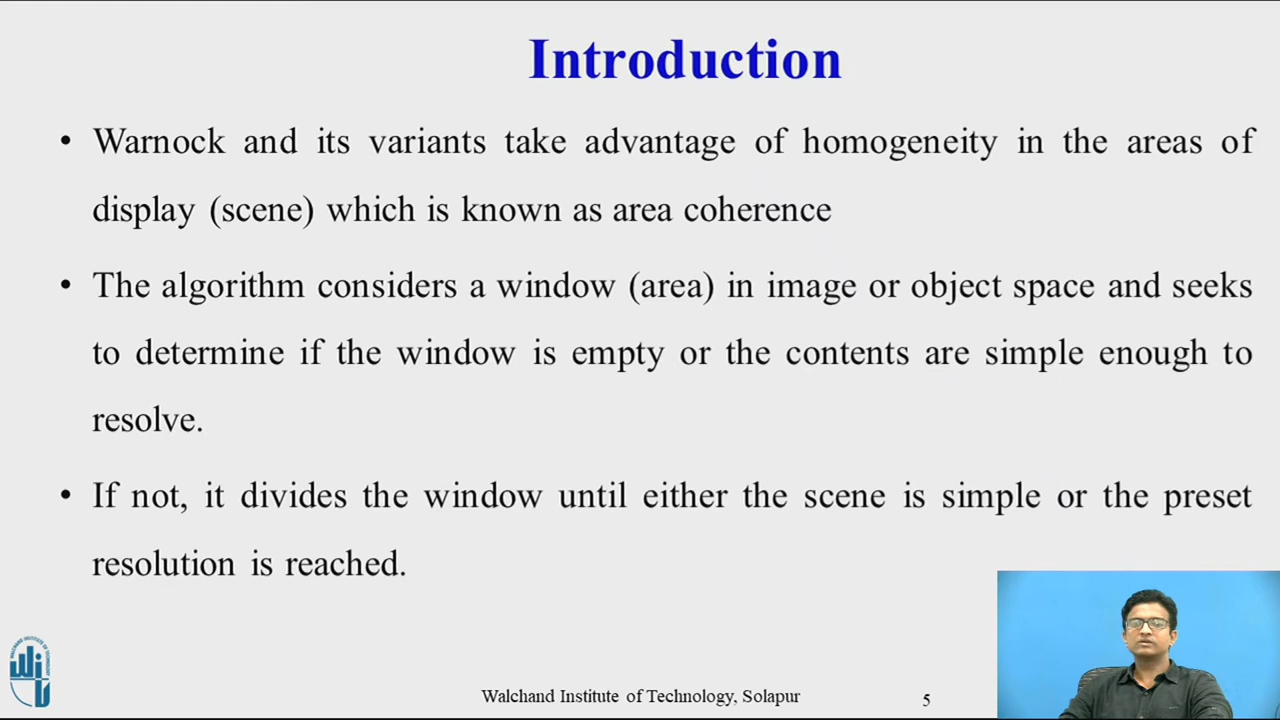 Introduction
• Warnock and its variants take advantage of homogeneity in the areas of
display (scene) which is known as area coherence
• The algorithm considers a window (area) in image or object space and seeks
to determine if the window is empty or the contents are simple enough to
resolve.
• If not, it divides the window until either the scene is simple or the preset
resolution is reached.
Walchand Institute of Technology, Solapur
5